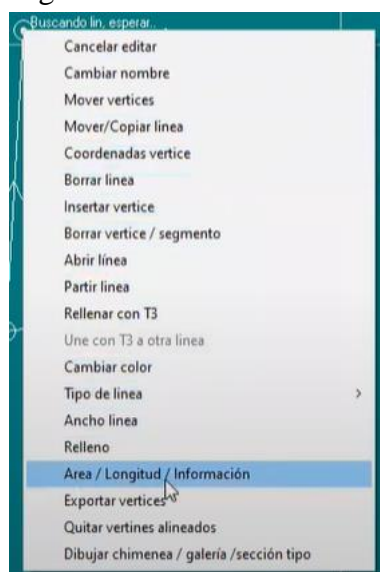 Buscando lin, esperar..
Cancelar editar
Cambiar nombre
Mover vertices
Mover/Copiar linea
Coordenadas vertice
Borrar linea
Insertar vertice
Borrar vertice / segmento
Abrir línea
Partir linea
Rellenar con T3
Une con T3 a otra linea
Cambiar color
Tipo de linea
Ancho linea
Relleno
Area / Longitud / Información
Exportar vertices
Quitar vertines alineados
Dibujar chimenea / galería /sección tipo